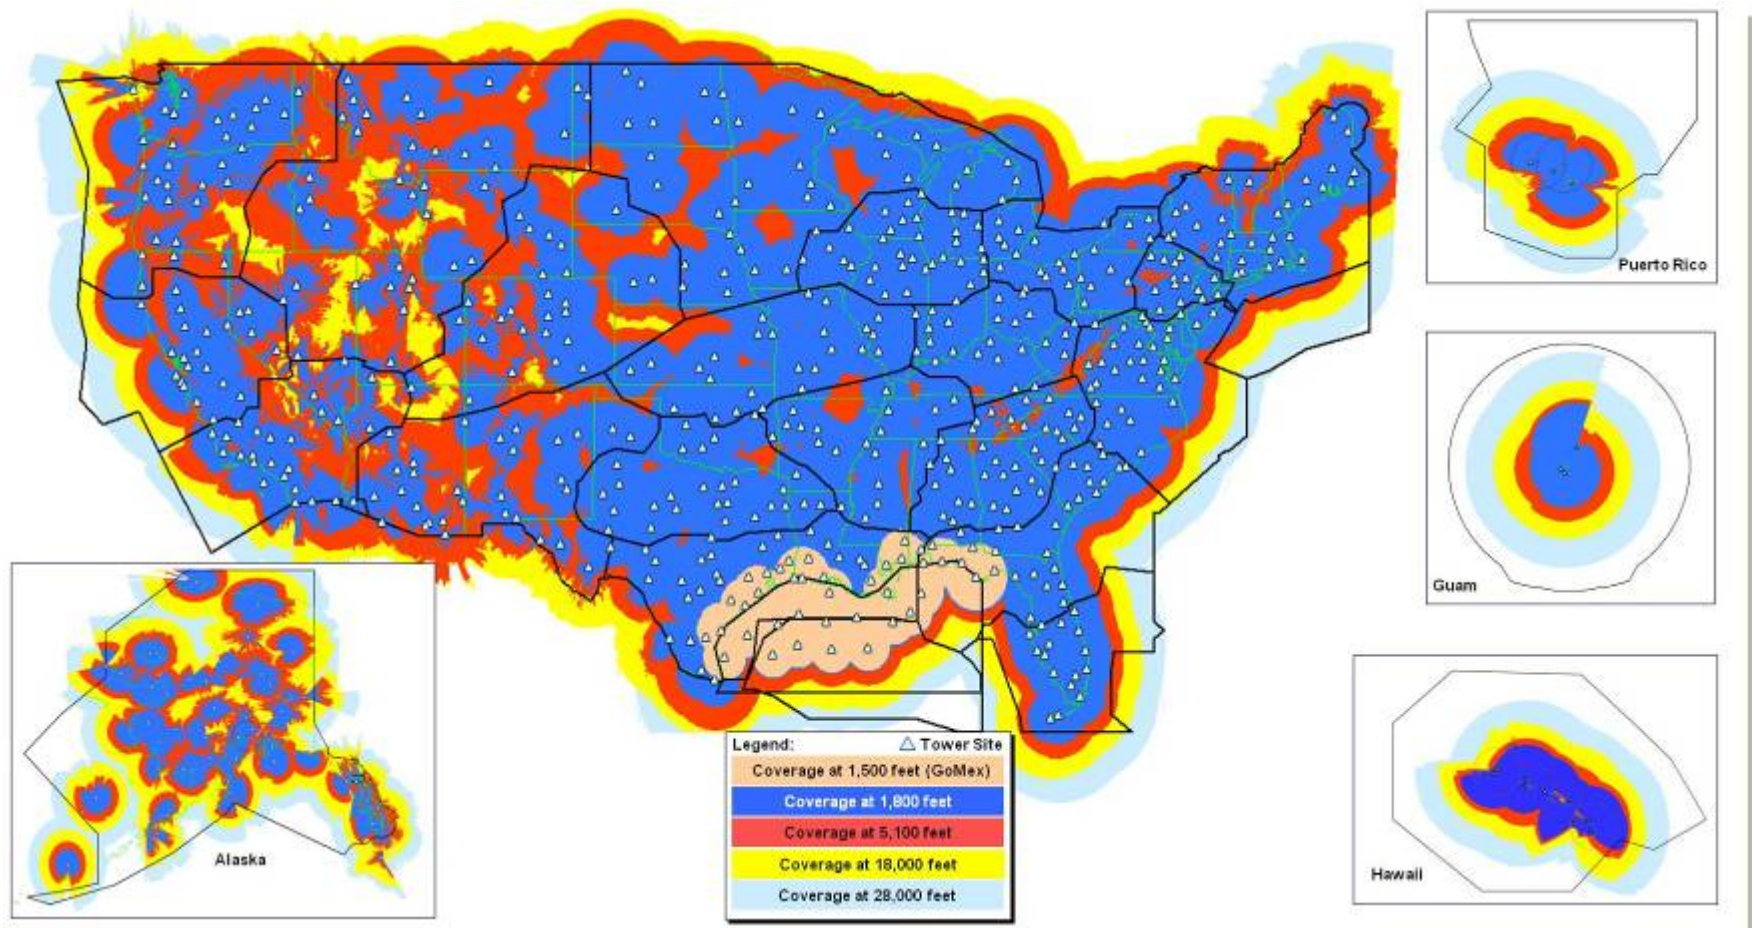 Puerto Rico
Guam
Hawaii
Alaska
Legend: Tower Site
Coverage at 1,500 feet (GoMex)
Coverage at 1,800 feet
Coverage at 5,100 feet
Coverage at 18,000 feet
Coverage at 28,000 feet